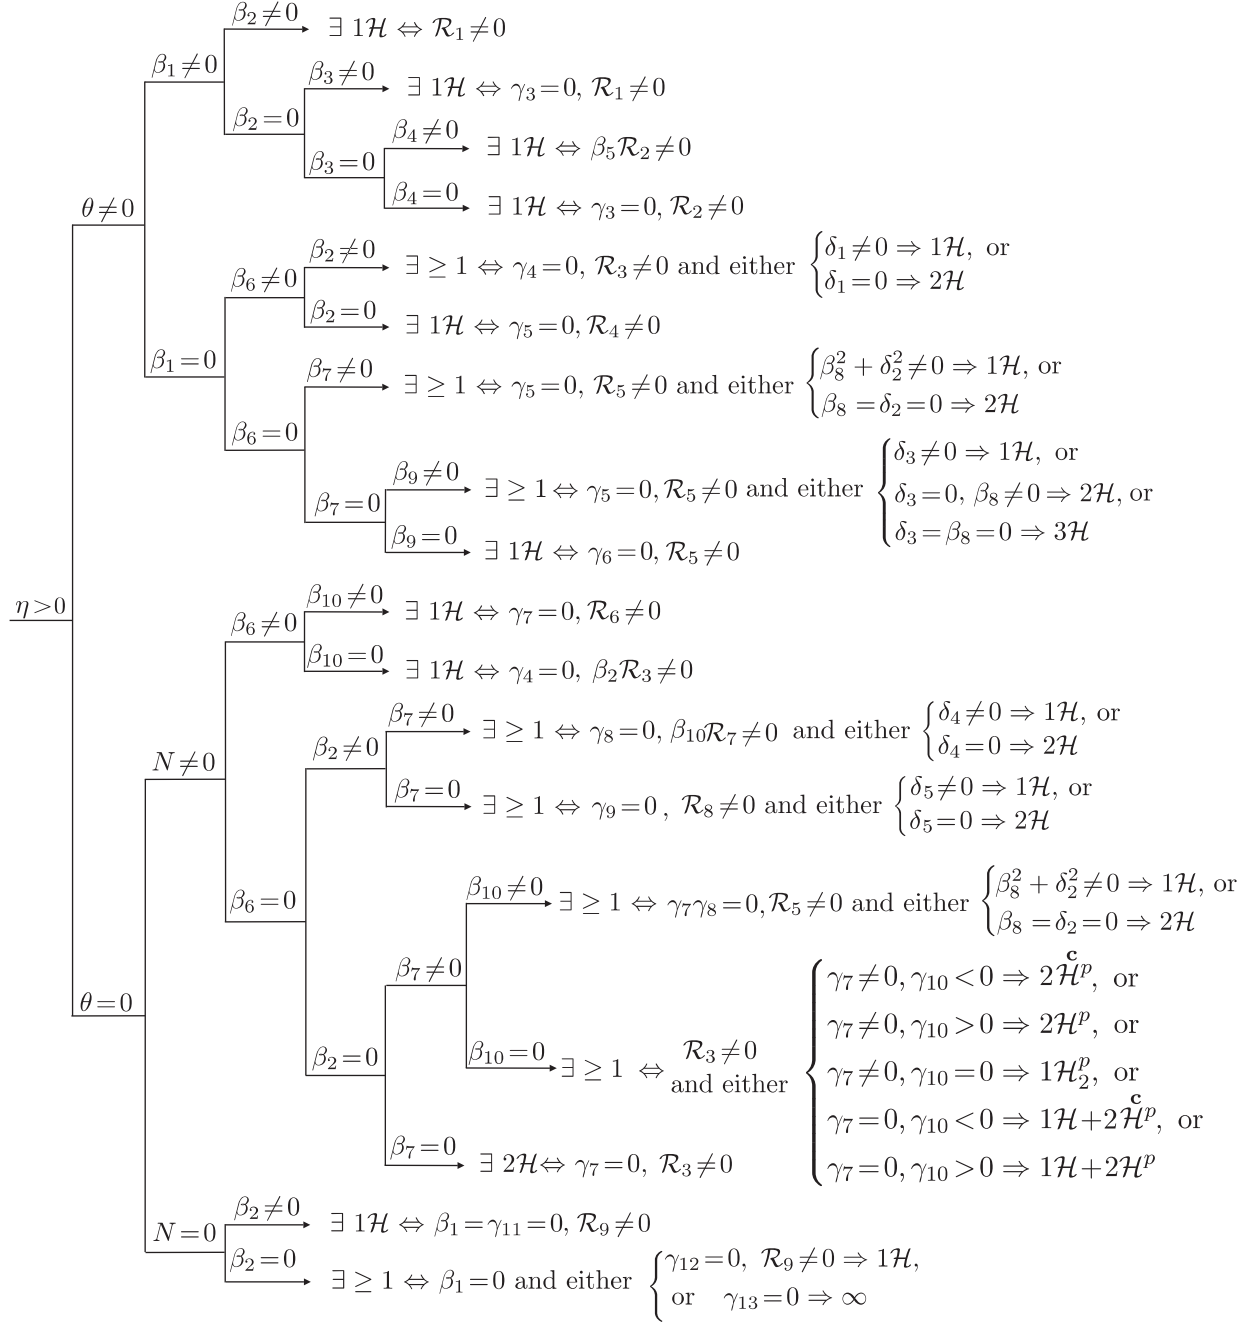 β₂≠0
∃ 1ℋ ⇔ ℛ₁≠0
β₁≠0
β₃≠0
∃ 1ℋ ⇔ γ₃=0, ℛ₁≠0
β₂=0
β₄≠0
∃ 1ℋ ⇔ β₅ℛ₂≠0
β₃=0
β₄=0
∃ 1ℋ ⇔ γ₃=0, ℛ₂≠0
θ≠0
β₂≠0
∃ ≥ 1 ⇔ γ₄=0, ℛ₃≠0 and either
δ₁≠0 ⇒ 1ℋ, or
δ₁=0 ⇒ 2ℋ
β₆≠0
β₂=0
∃ 1ℋ ⇔ γ₅=0, ℛ₄≠0
β₁=0
β₇≠0
∃ ≥ 1 ⇔ γ₅=0, ℛ₅≠0 and either
β₈² + δ₂²≠0 ⇒ 1ℋ, or
β₈ =δ₂=0 ⇒ 2ℋ
β₆=0
β₉≠0
∃ ≥ 1 ⇔ γ₅=0, ℛ₅≠0 and either
δ₃≠0 ⇒ 1ℋ, or
δ₃=0, β₈≠0 ⇒ 2ℋ, or
δ₃=β₈=0 ⇒ 3ℋ
β₇=0
β₉=0
∃ 1ℋ ⇔ γ₆=0, ℛ₅≠0
η>0
β₁₀≠0
∃ 1ℋ ⇔ γ₇=0, ℛ₆≠0
β₆≠0
β₁₀=0
∃ 1ℋ ⇔ γ₄=0, β₂ℛ₃≠0
N≠0
β₇≠0
∃ ≥ 1 ⇔ γ₈=0, β₁₀ℛ₇≠0 and either
δ₄≠0 ⇒ 1ℋ, or
δ₄=0 ⇒ 2ℋ
β₂≠0
β₇=0
∃ ≥ 1 ⇔ γ₉=0, ℛ₈≠0 and either
δ₅≠0 ⇒ 1ℋ, or
δ₅=0 ⇒ 2ℋ
β₆=0
β₁₀≠0
∃ ≥ 1 ⇔ γ₇γ₈=0, ℛ₅≠0 and either
β₈² + δ₂²≠0 ⇒ 1ℋ, or
β₈ =δ₂=0 ⇒ 2ℋ
β₇≠0
θ=0
β₂=0
β₁₀=0
∃ ≥ 1 ⇔ ℛ₃≠0
and either
γ₇≠0, γ₁₀<0 ⇒ 2ℋ^c^p, or
γ₇≠0, γ₁₀>0 ⇒ 2ℋ^p, or
γ₇≠0, γ₁₀=0 ⇒ 1ℋ₂^p, or
γ₇=0, γ₁₀<0 ⇒ 1ℋ+2ℋ^c^p, or
γ₇=0, γ₁₀>0 ⇒ 1ℋ+2ℋ^p
β₇=0
∃ 2ℋ⇔ γ₇=0, ℛ₃≠0
N=0
β₂≠0
∃ 1ℋ ⇔ β₁=γ₁₁=0, ℛ₉≠0
β₂=0
∃ ≥ 1 ⇔ β₁=0 and either
γ₁₂=0, ℛ₉≠0 ⇒ 1ℋ,
or γ₁₃=0 ⇒ ∞